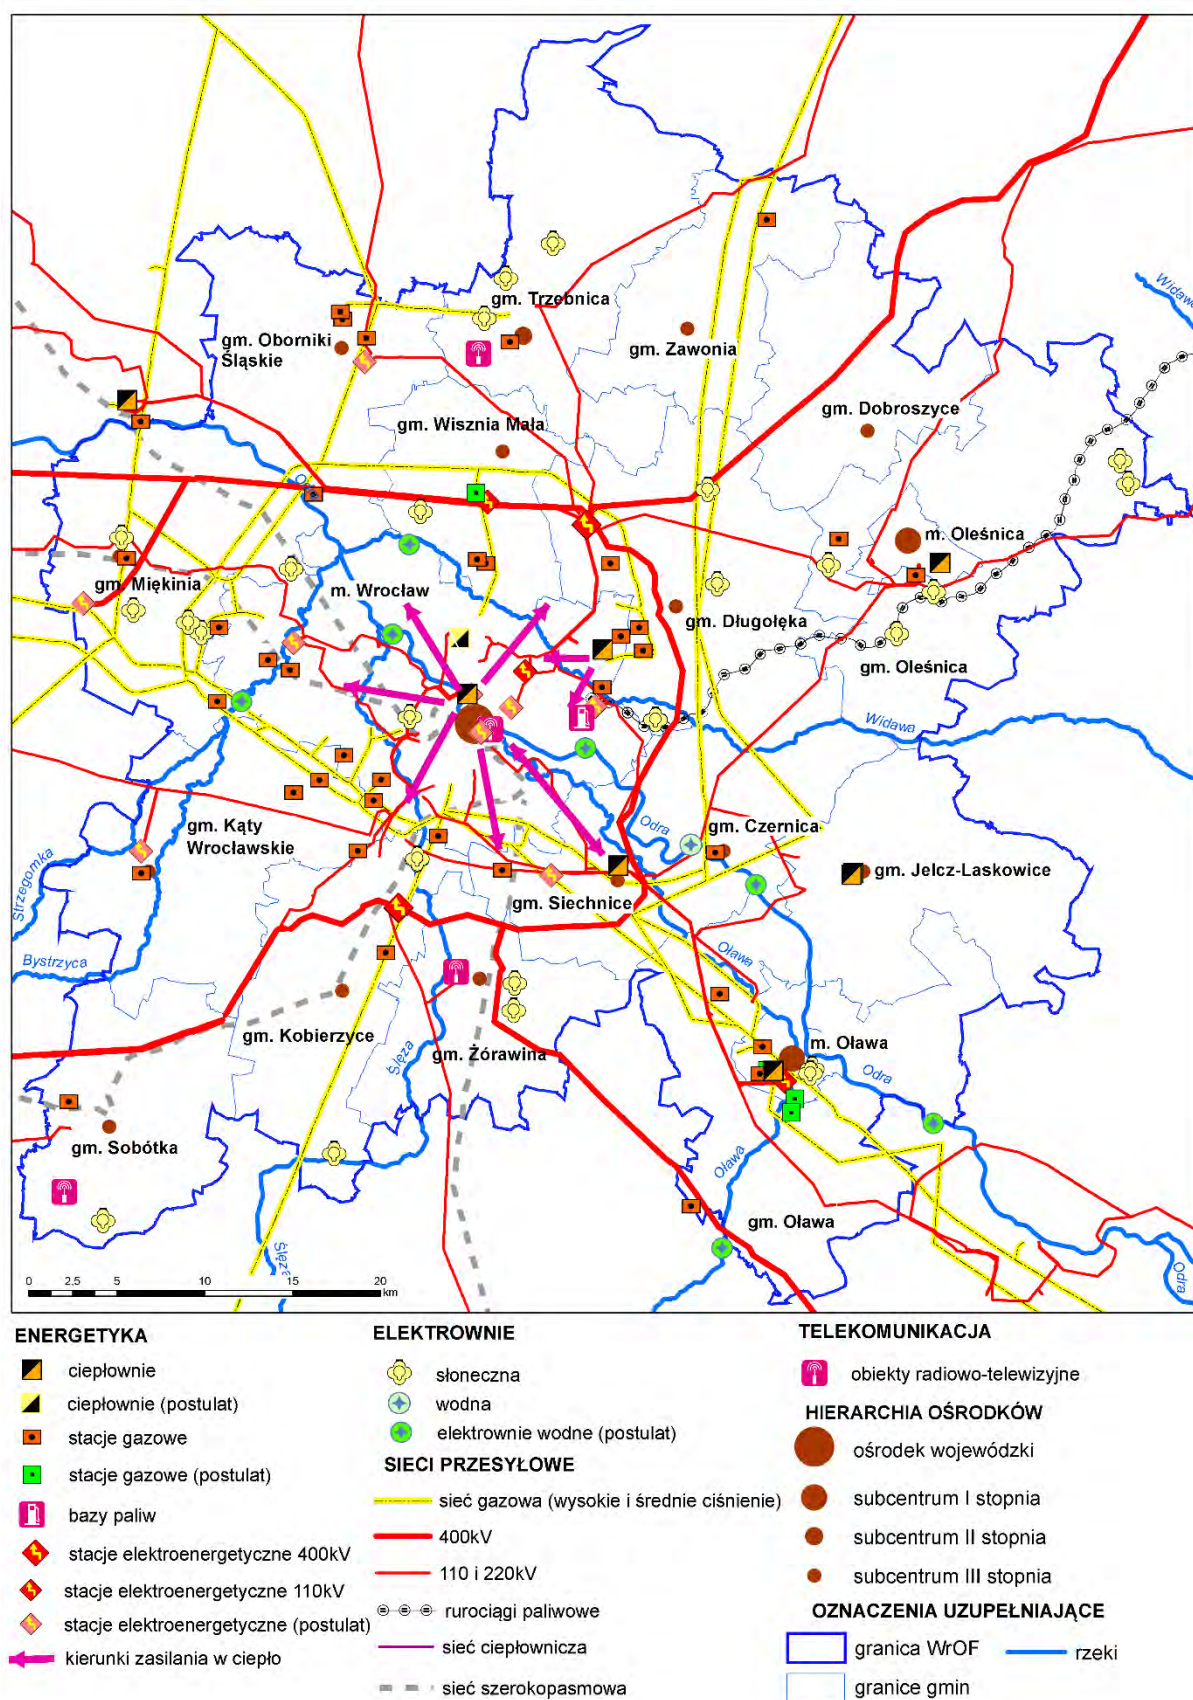 Widawa
gm. Trzebnica
gm. Oborniki
Śląskie
gm. Zawonia
gm. Dobroszyce
gm. Wisznia Mała
m. Oleśnica
gm. Miękinia
m. Wrocław
gm. Długołęka
gm. Oleśnica
Widawa
Odra
gm. Czernica
gm. Kąty
Wrocławskie
gm. Jelcz-Laskowice
Strzegomka
gm. Siechnice
Bystrzyca
Oława
gm. Kobierzyce
gm. Żórawina
Ślęza
m. Oława
Odra
gm. Sobótka
Oława
gm. Oława
Ślęza
Odra
0 2,5 5 10 15 20
km
ENERGETYKA
ciepłownie
ciepłownie (postulat)
stacje gazowe
stacje gazowe (postulat)
bazy paliw
stacje elektroenergetyczne 400kV
stacje elektroenergetyczne 110kV
stacje elektroenergetyczne (postulat)
kierunki zasilania w ciepło
ELEKTROWNIE
słoneczna
wodna
elektrownie wodne (postulat)
SIECI PRZESYŁOWE
sieć gazowa (wysokie i średnie ciśnienie)
400kV
110 i 220kV
rurociągi paliwowe
sieć ciepłownicza
sieć szerokopasmowa
TELEKOMUNIKACJA
obiekty radiowo-telewizyjne
HIERARCHIA OŚRODKÓW
ośrodek wojewódzki
subcentrum I stopnia
subcentrum II stopnia
subcentrum III stopnia
OZNACZENIA UZUPEŁNIAJĄCE
granica WrOF
rzeki
granice gmin